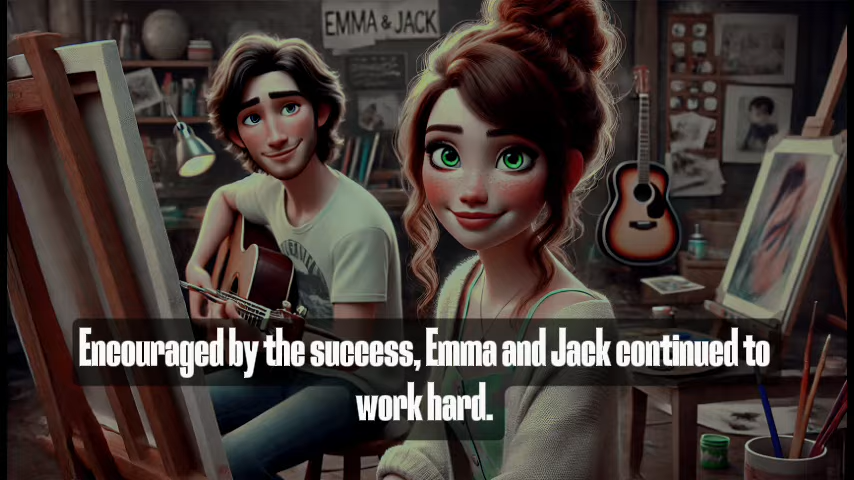 EMMA & JACK
Encouraged by the success, Emma and Jack continued to
work hard.